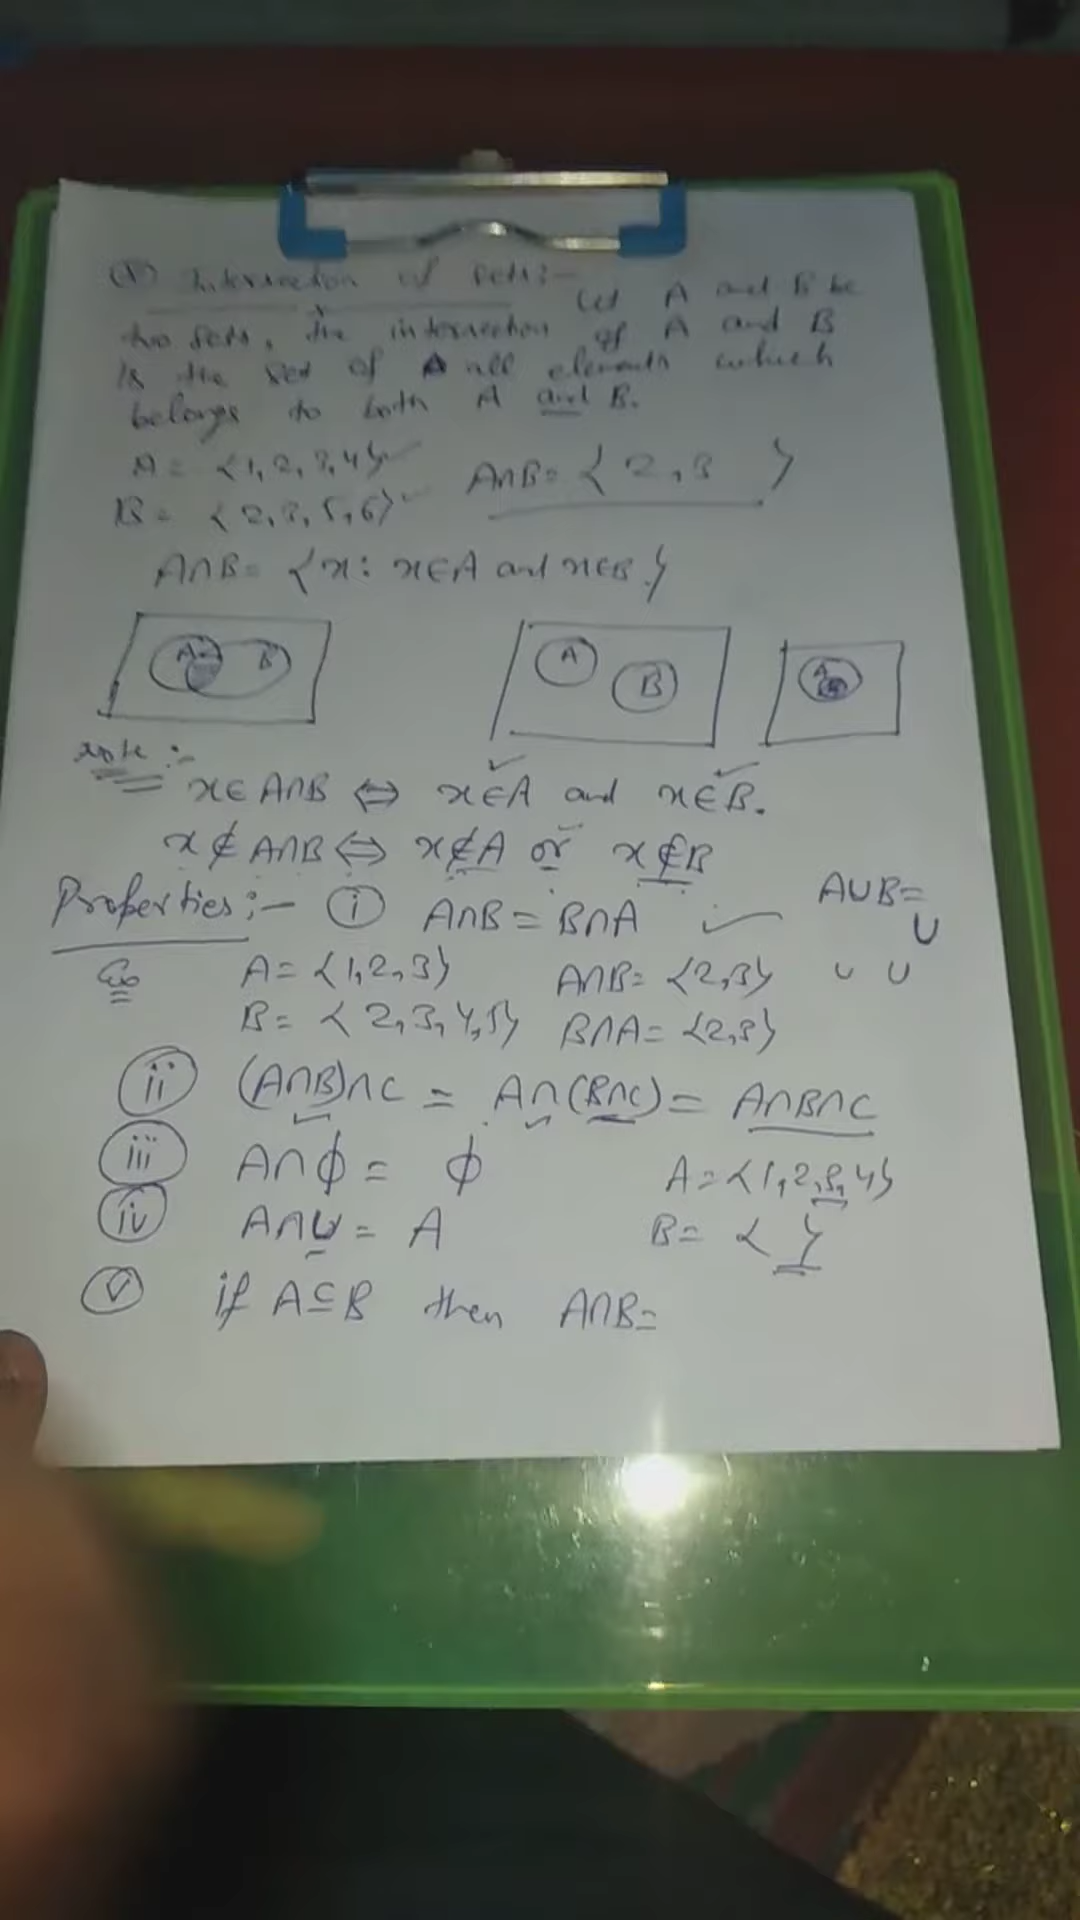 Intersection of sets:- Let A and B be
two sets, the intersection of A and B
is the set of all elements which
belongs to both A and B.
A = {1, 2, 3, 4}
B = {2, 3, 5, 6}
A∩B = { 2, 3 }
A∩B = {x : x∈A and x∈B.}
A B
A
B
A
B
note :-
x∈A∩B ⇔ x∈A and x∈B.
x∉A∩B ⇔ x∉A or x∉B
Properties :- (i) A∩B = B∩A
A∪B =
∪
∪ ∪
A = {1, 2, 3} A∩B = {2,3}
B = {2, 3, 4, 5} B∩A = {2,3}
(ii) (A∩B)∩C = A∩(B∩C) = A∩B∩C
(iii) A∩ϕ = ϕ
A = {1, 2, 3, 4}
(iv) A∩U = A
B = { }
(v) if A⊆B then A∩B =